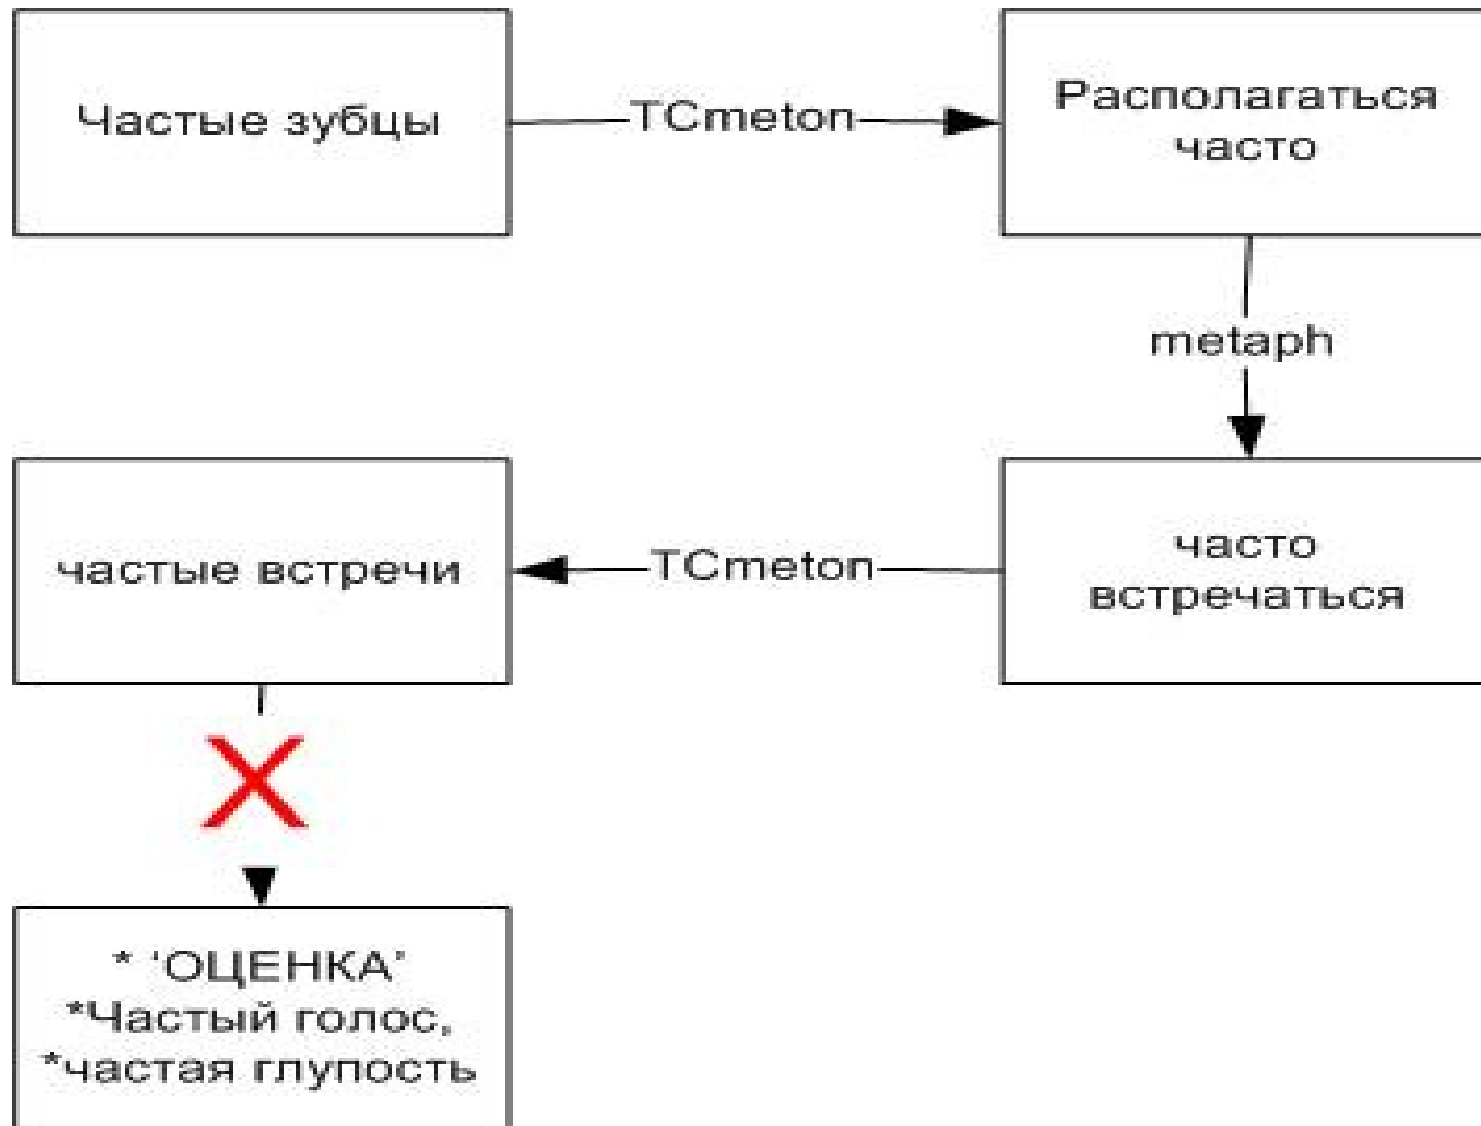 Частые зубцы
TCmeton
Располагаться
часто
metaph
часто
встречаться
TCmeton
частые встречи
* ‘ОЦЕНКА’
*Частый голос,
*частая глупость